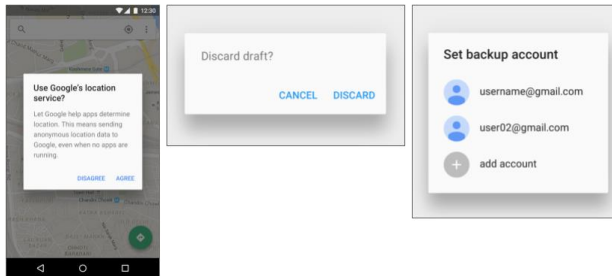 12:30
Use Google's location
service?
Let Google help apps determine
location. This means sending
anonymous location data to
Google, even when no apps are
running.
DISAGREE AGREE
Discard draft?
CANCEL DISCARD
Set backup account
username@gmail.com
user02@gmail.com
add account